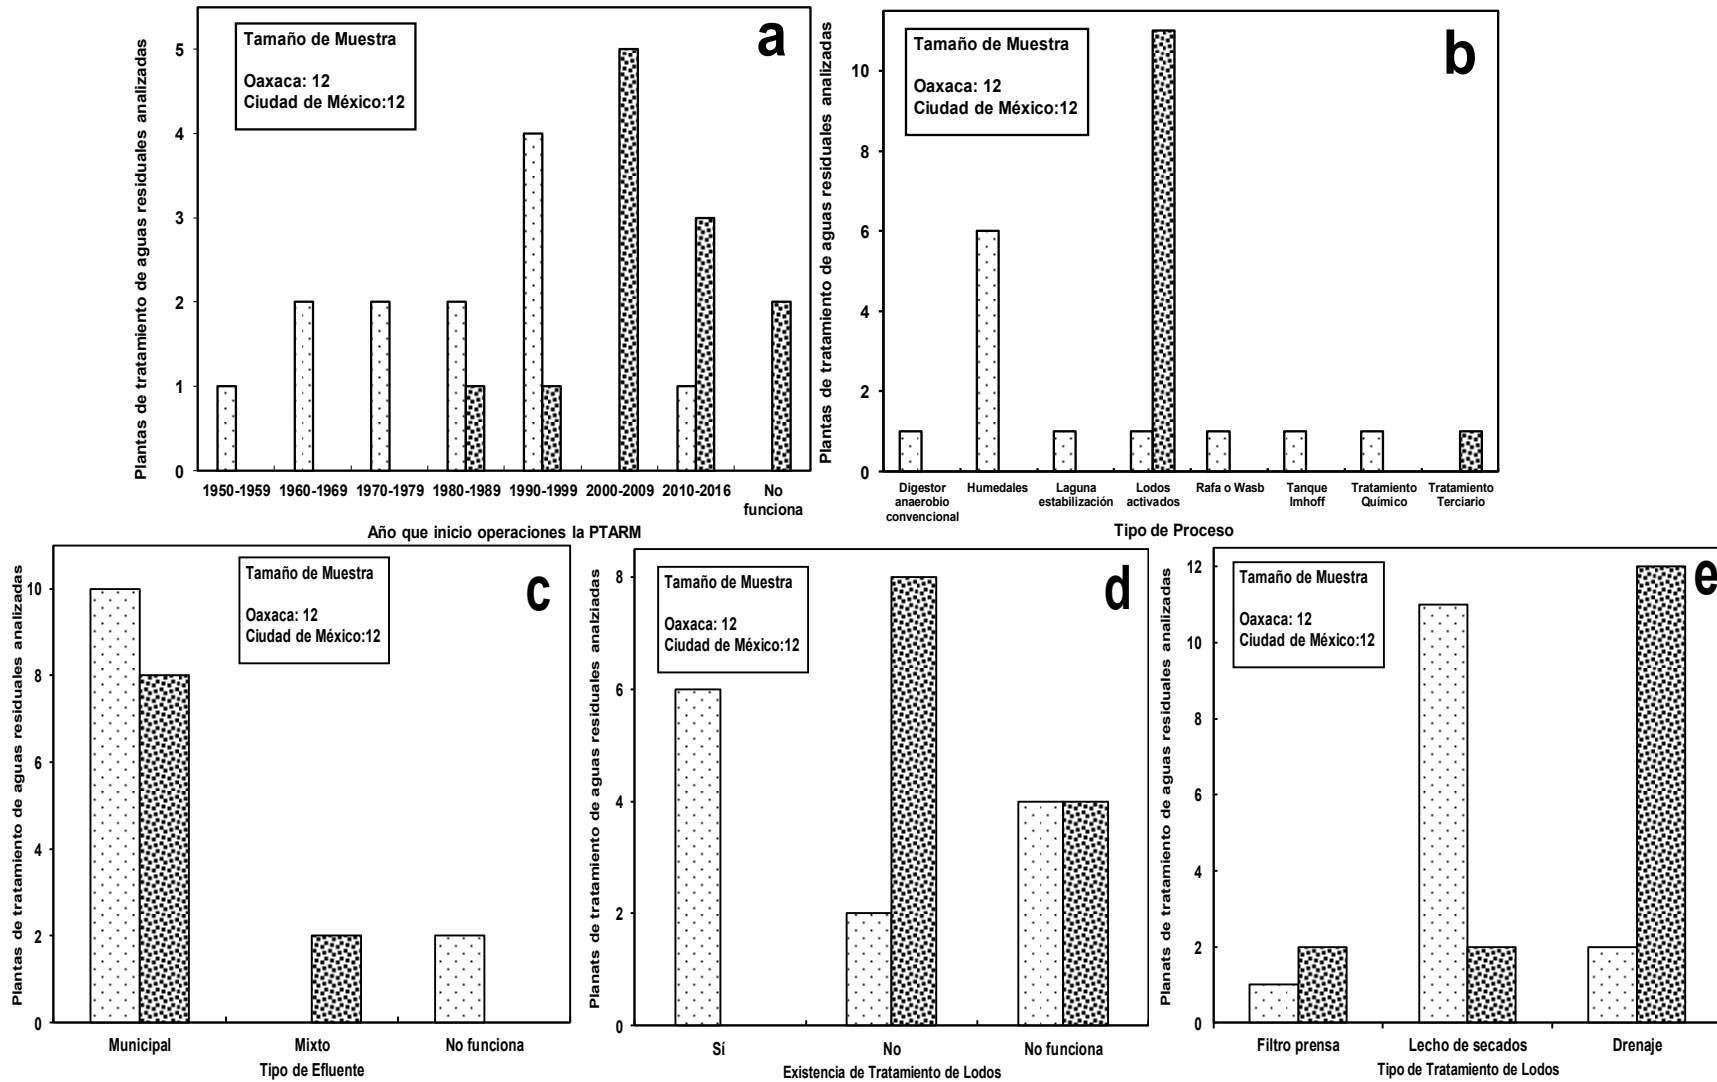 Plantas de tratamiento de aguas residuales analizadas
5
4
3
2
1
0
Tamaño de Muestra
Oaxaca: 12
Ciudad de México:12
a
1950-1959 1960-1969 1970-1979 1980-1989 1990-1999 2000-2009 2010-2016 No
funciona
Año que inicio operaciones la PTARM
Plantas de tratamiento de aguas residuales analizadas
10
8
6
4
2
0
Tamaño de Muestra
Oaxaca: 12
Ciudad de México:12
b
Digestor
anaerobio
convencional
Humedales
Laguna
estabilización
Lodos
activados
Rafa o Wasb
Tanque
Imhoff
Tratamiento
Químico
Tratamiento
Terciario
Tipo de Proceso
Plantas de tratamiento de aguas residuales analizadas
10
8
6
4
2
0
Tamaño de Muestra
Oaxaca: 12
Ciudad de México:12
c
Municipal Mixto No funciona
Tipo de Efluente
Planats de tratamiento de aguas residuales analziadas
8
6
4
2
0
Tamaño de Muestra
Oaxaca: 12
Ciudad de México:12
d
Sí No No funciona
Existencia de Tratamiento de Lodos
Planats de tratamiento de aguas residuales analizadas
12
10
8
6
4
2
0
Tamaño de Muestra
Oaxaca: 12
Ciudad de México:12
e
Filtro prensa Lecho de secados Drenaje
Tipo de Tratamiento de Lodos